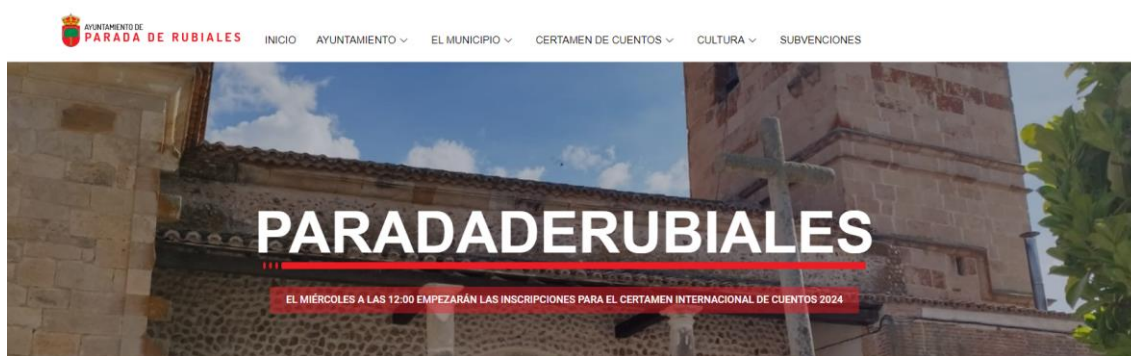 AYUNTAMIENTO DE
PARADA DE RUBIALES
INICIO AYUNTAMIENTO EL MUNICIPIO CERTAMEN DE CUENTOS CULTURA SUBVENCIONES
PARADADERUBIALES
EL MIÉRCOLES A LAS 12:00 EMPEZARÁN LAS INSCRIPCIONES PARA EL CERTAMEN INTERNACIONAL DE CUENTOS 2024